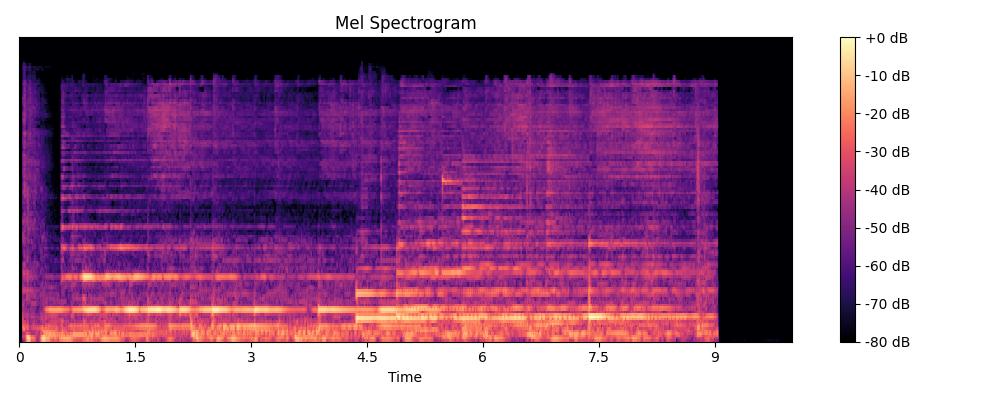 Mel Spectrogram
+0 dB
-10 dB
-20 dB
-30 dB
-40 dB
-50 dB
-60 dB
-70 dB
-80 dB
0 1.5 3 4.5 6 7.5 9
Time